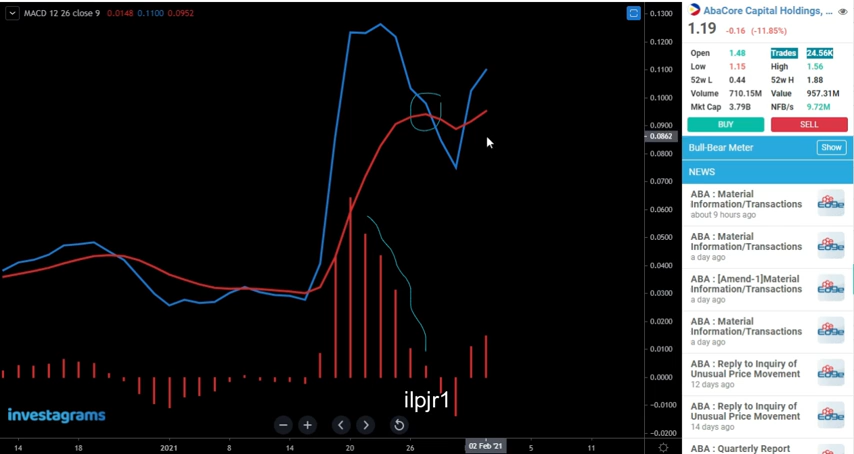 MACD 12 26 close 9 0.0148 0.1100 0.0952
0.1300
0.1200
0.1100
0.1000
0.0900
0.0862
0.0800
0.0700
0.0600
0.0500
0.0400
0.0300
0.0200
0.0100
0.0000
-0.0100
-0.0200
ilpjr1
investagrams
14
18
2021
8
14
20
26
02 Feb '21
5
11
AbaCore Capital Holdings, ...
1.19 -0.16 (-11.85%)
Open 1.48 Trades 24.56K
Low 1.15 High 1.56
52w L 0.44 52w H 1.88
Volume 710.15M Value 957.31M
Mkt Cap 3.79B NFB/s 9.72M
BUY SELL
Bull-Bear Meter Show
NEWS
ABA : Material
Information/Transactions
about 9 hours ago
ABA : Material
Information/Transactions
a day ago
ABA : [Amend-1]Material
Information/Transactions
a day ago
ABA : Material
Information/Transactions
a day ago
ABA : Reply to Inquiry of
Unusual Price Movement
12 days ago
ABA : Reply to Inquiry of
Unusual Price Movement
14 days ago
ABA : Quarterly Report